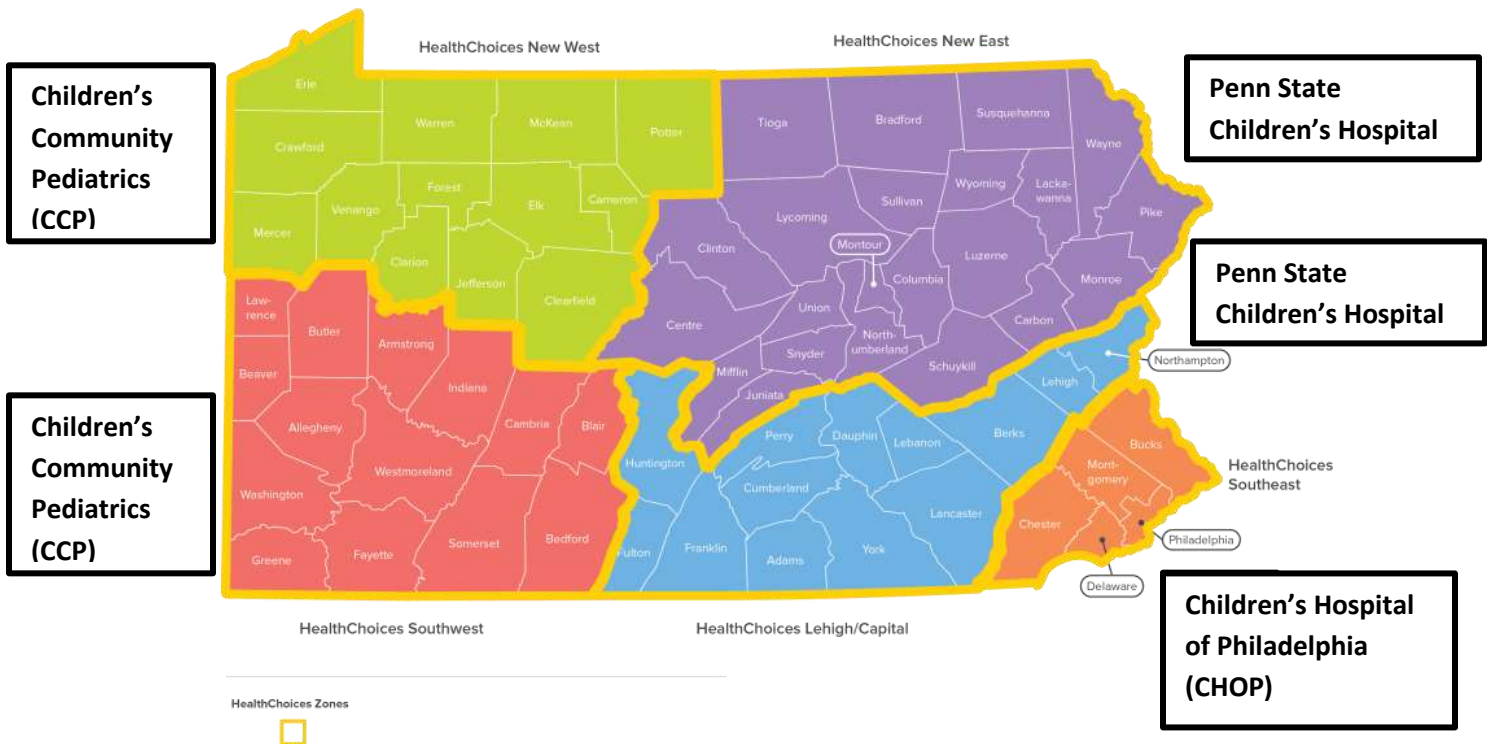 HealthChoices New West
HealthChoices New East
Children’s
Community
Pediatrics
(CCP)
Penn State
Children’s Hospital
Erie
Warren
McKean
Potter
Crawford
Forest
Elk
Cameron
Venango
Mercer
Clarion
Jefferson
Clearfield
Tioga
Bradford
Susquehanna
Wayne
Wyoming
Lacka-
wanna
Sullivan
Lycoming
Pike
Clinton
Montour
Columbia
Luzerne
Monroe
Union
Centre
Carbon
North-
umberland
Snyder
Schuykill
Mifflin
Juniata
Penn State
Children’s Hospital
Law-
rence
Butler
Armstrong
Beaver
Indiana
Allegheny
Cambria
Blair
Westmoreland
Washington
Greene
Fayette
Somerset
Bedford
Children’s
Community
Pediatrics
(CCP)
Northampton
Lehigh
Berks
Perry
Dauphin
Lebanon
Huntington
Cumberland
Lancaster
Fulton
Franklin
Adams
York
Bucks
Mont-
gomery
Chester
HealthChoices
Southeast
Philadelphia
Delaware
Children’s Hospital
of Philadelphia
(CHOP)
HealthChoices Southwest
HealthChoices Lehigh/Capital
HealthChoices Zones